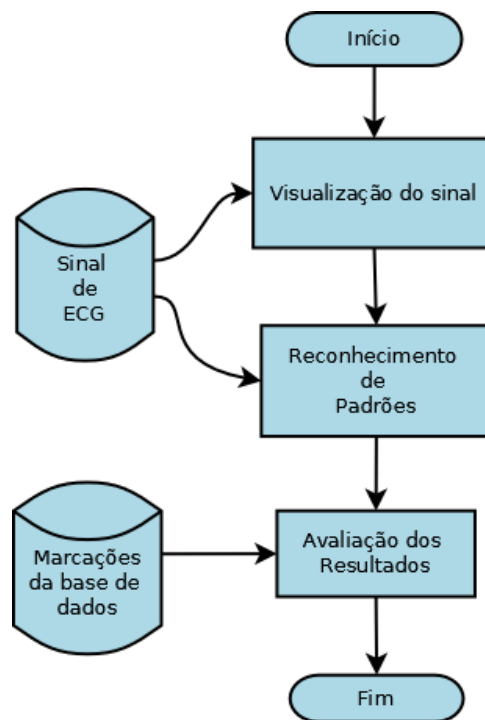 Início
Visualização do sinal
Sinal
de
ECG
Reconhecimento
de
Padrões
Marcações
da base de
dados
Avaliação dos
Resultados
Fim